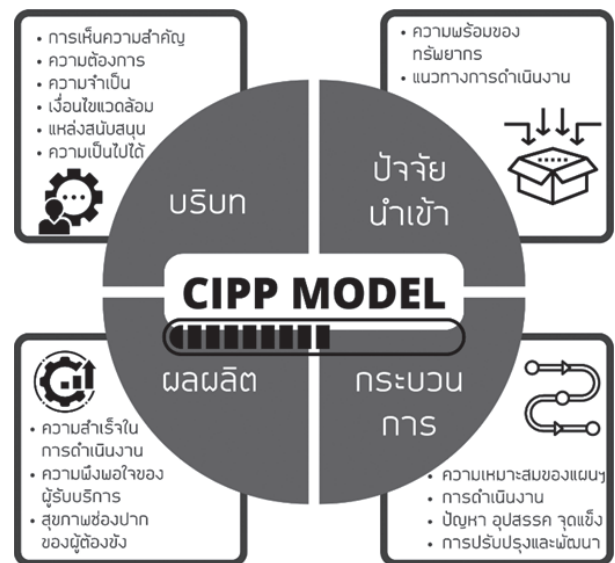 • การเห็นความสำคัญ
• ความต้องการ
• ความจำเป็น
• เงื่อนไขแวดล้อม
• แหล่งสนับสนุน
• ความเป็นไปได้
บริบท
• ความพร้อมของ
ทรัพยากร
• แนวทางการดำเนินงาน
ปัจจัย
นำเข้า
CIPP MODEL
ผลผลิต
• ความสำเร็จใน
การดำเนินงาน
• ความพึงพอใจของ
ผู้รับบริการ
• สุขภาพช่องปาก
ของผู้ต้องขัง
กระบวน
การ
• ความเหมาะสมของแผนฯ
• การดำเนินงาน
• ปัญหา อุปสรรค จุดแข็ง
• การปรับปรุงและพัฒนา